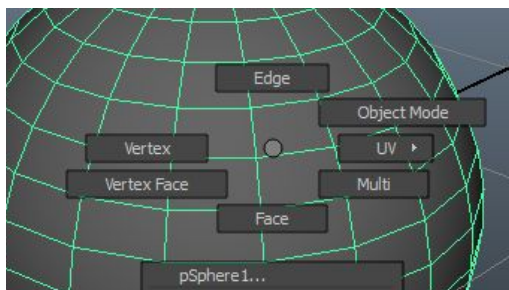 Edge
Object Mode
Vertex
UV
Vertex Face
Multi
Face
pSphere1...